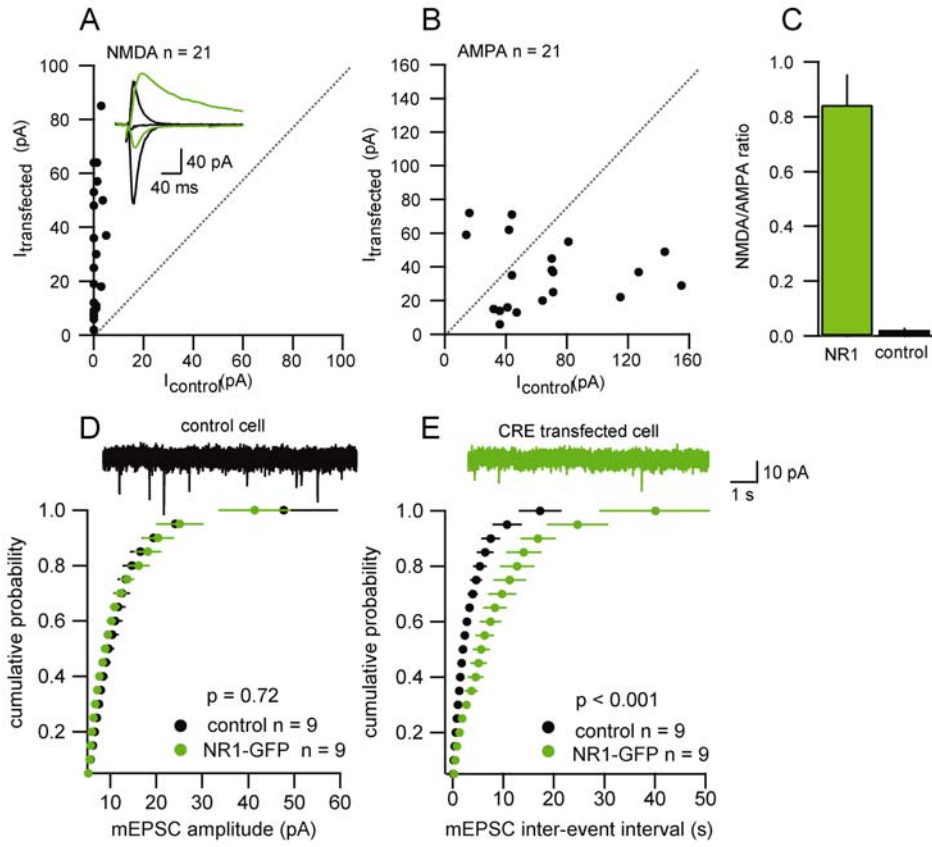 A
NMDA n = 21
I transfected (pA)
100
80
60
40
20
0
40 pA
40 ms
0
20
40
60
80
100
I control(pA)
B
AMPA n = 21
I transfected (pA)
160
140
120
100
80
60
40
20
0
0
40
80
120
160
I control(pA)
C
NMDA/AMPA ratio
1.0
0.8
0.6
0.4
0.2
0.0
NR1
control
D
control cell
cumulative probability
1.0
0.8
0.6
0.4
0.2
p = 0.72
control n = 9
NR1-GFP n = 9
10
20
30
40
50
60
mEPSC amplitude (pA)
E
CRE transfected cell
10 pA
1 s
cumulative probability
1.0
0.8
0.6
0.4
0.2
p < 0.001
control n = 9
NR1-GFP n = 9
0
10
20
30
40
50
mEPSC inter-event interval (s)